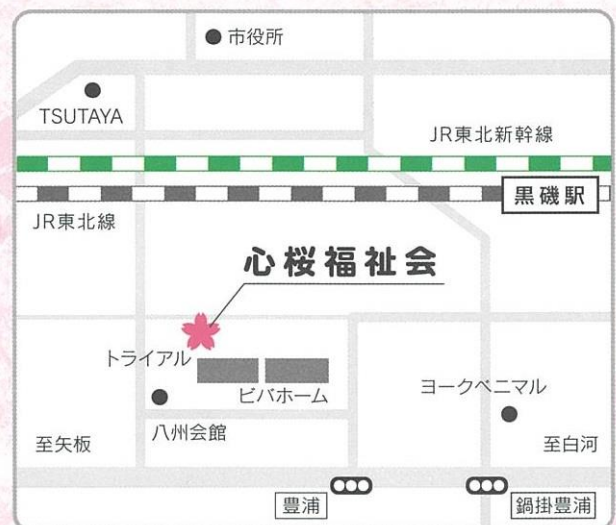 市役所
TSUTAYA
JR東北新幹線
黒磯駅
JR東北線
心桜福祉会
トライアル
ビバホーム
ヨークベニマル
八州会館
至矢板
至白河
豊浦
鍋掛豊浦